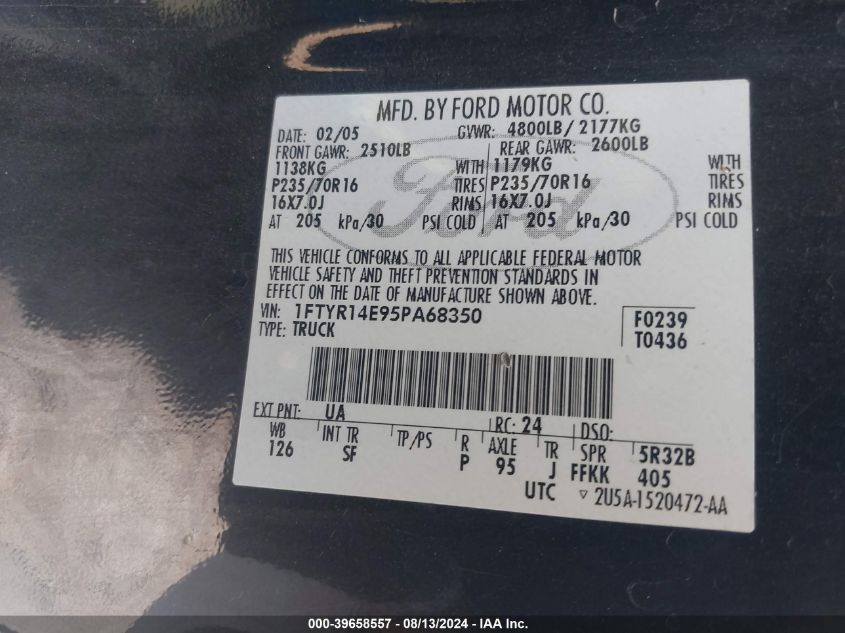 MFD. BY FORD MOTOR CO.
DATE: 02/05 GVWR: 4800LB/ 2177KG
FRONT GAWR: 2510LB REAR GAWR: 2600LB
1138KG WITH 1179KG WITH
P235/70R16 TIRES P235/70R16 TIRES
16X7.0J RIMS 16X7.0J RIMS
AT 205 kPa/30 PSI COLD AT 205 kPa/30 PSI COLD
Ford
THIS VEHICLE CONFORMS TO ALL APPLICABLE FEDERAL MOTOR
VEHICLE SAFETY AND THEFT PREVENTION STANDARDS IN
EFFECT ON THE DATE OF MANUFACTURE SHOWN ABOVE.
VIN: 1FTYR14E95PA68350 F0239
TYPE: TRUCK T0436
EXT PNT: UA RC: 24 DSO:
WB INT TR TP/PS R AXLE TR SPR 5R32B
126 SF P 95 J FFKK 405
UTC ▽ 2U5A-1520472-AA
000-39658557 - 08/13/2024 - IAA Inc.